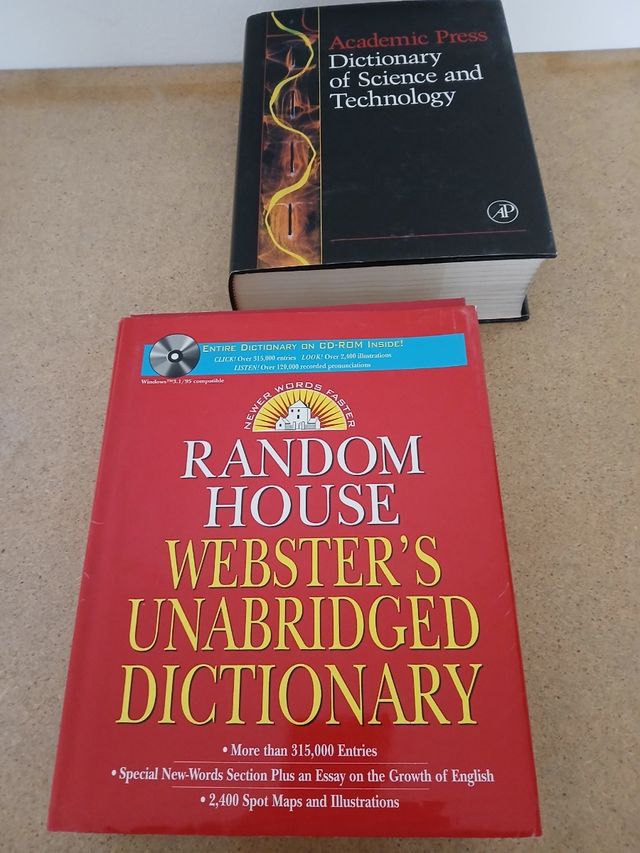 Academic Press
Dictionary
of Science and
Technology
AP
ENTIRE DICTIONARY ON CD-ROM INSIDE!
CLICK! Over 315,000 entries LOOK! Over 2,400 illustrations
LISTEN! Over 120,000 recorded pronunciations
Windows™3.1/95 compatible
NEWER WORDS FASTER
RANDOM
HOUSE
WEBSTER'S
UNABRIDGED
DICTIONARY
• More than 315,000 Entries
• Special New-Words Section Plus an Essay on the Growth of English
• 2,400 Spot Maps and Illustrations